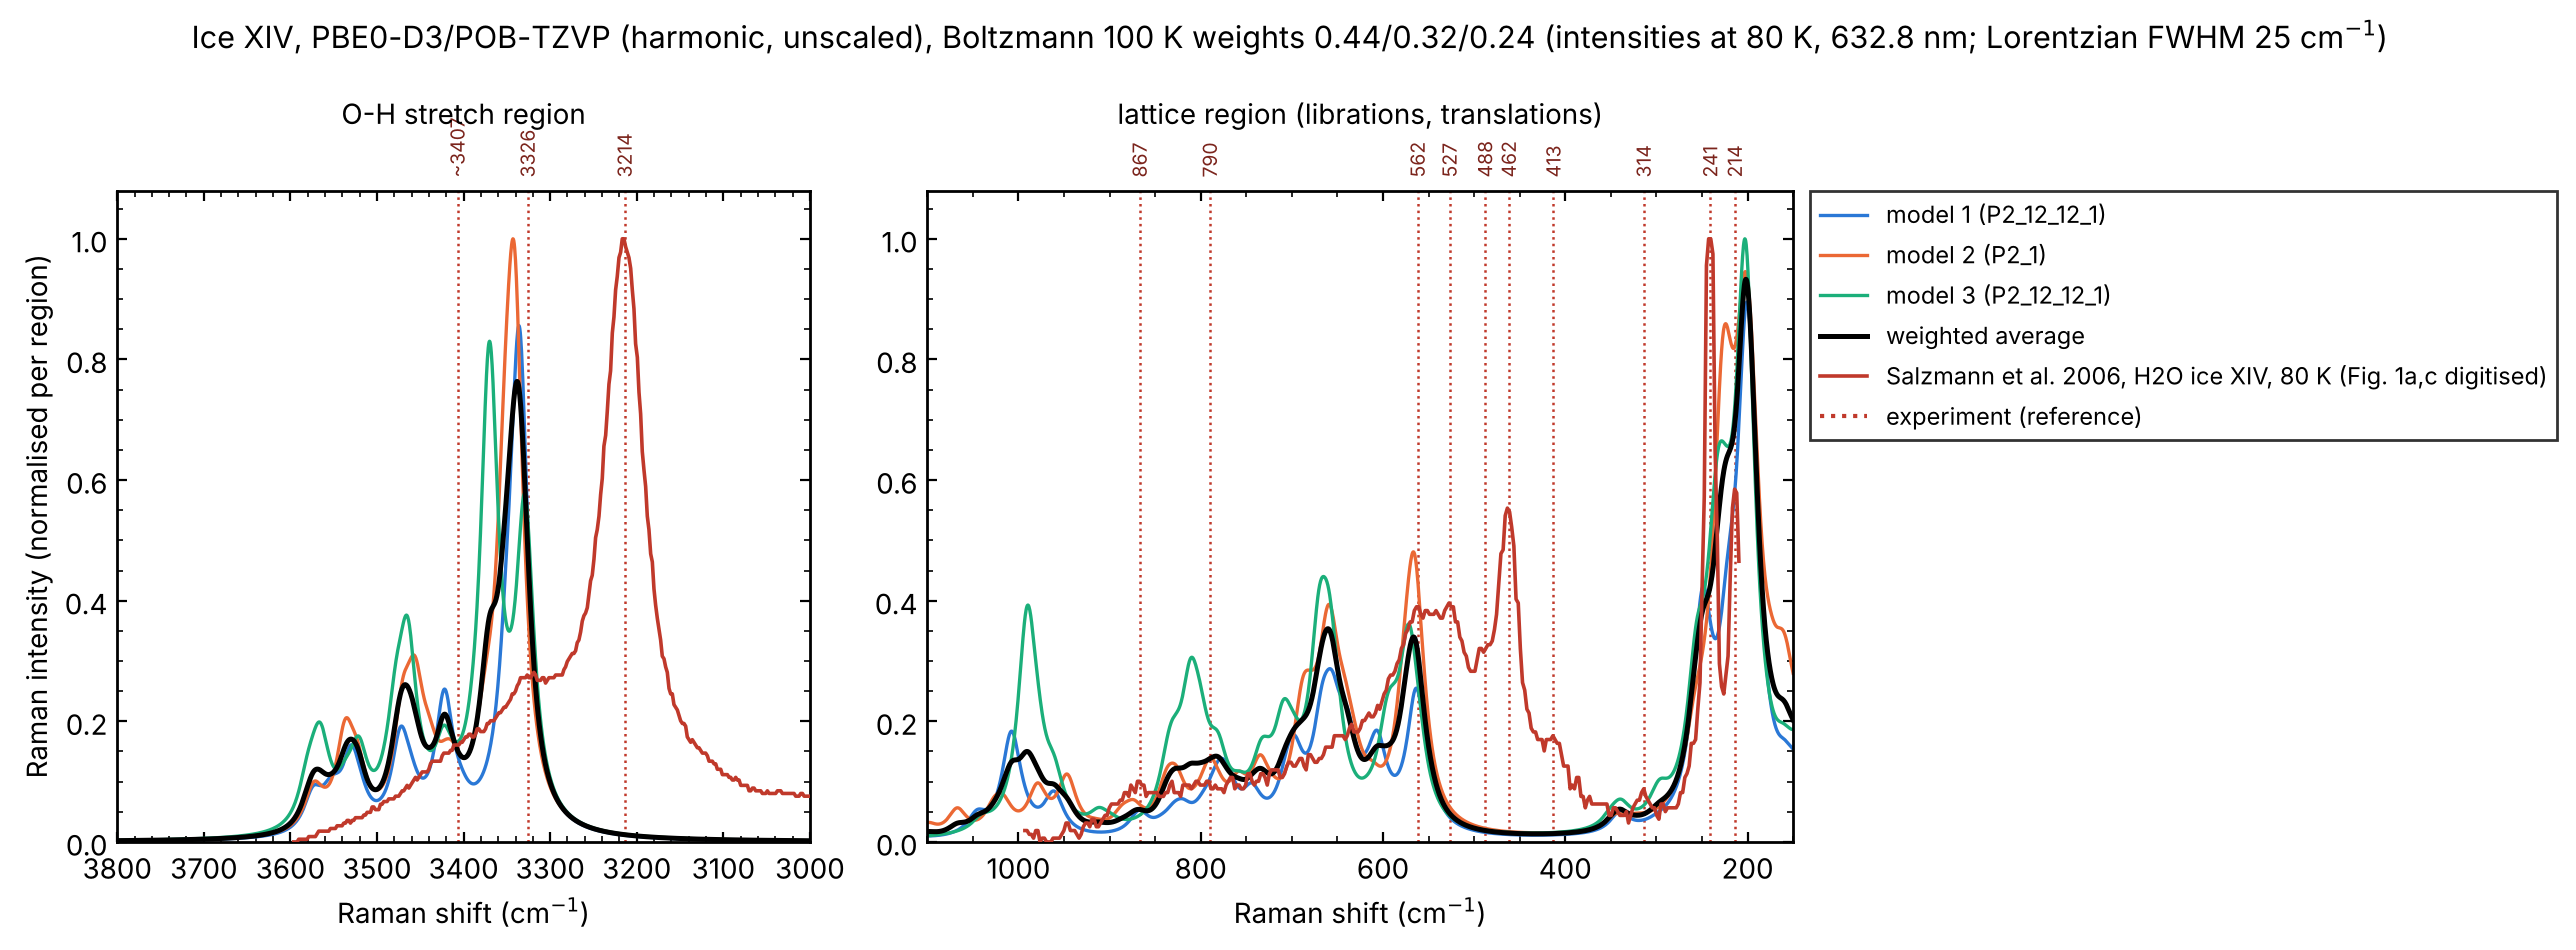 Ice XIV, PBE0-D3/POB-TZVP (harmonic, unscaled), Boltzmann 100 K weights 0.44/0.32/0.24 (intensities at 80 K, 632.8 nm; Lorentzian FWHM 25 cm⁻¹)
O-H stretch region
~3407
3326
3214
Raman intensity (normalised per region)
1.0
0.8
0.6
0.4
0.2
0.0
3800 3700 3600 3500 3400 3300 3200 3100 3000
Raman shift (cm⁻¹)
lattice region (librations, translations)
867
790
562
527
488
462
413
314
241
214
1.0
0.8
0.6
0.4
0.2
0.0
1000 800 600 400 200
Raman shift (cm⁻¹)
model 1 (P2_12_12_1)
model 2 (P2_1)
model 3 (P2_12_12_1)
weighted average
Salzmann et al. 2006, H2O ice XIV, 80 K (Fig. 1a,c digitised)
experiment (reference)